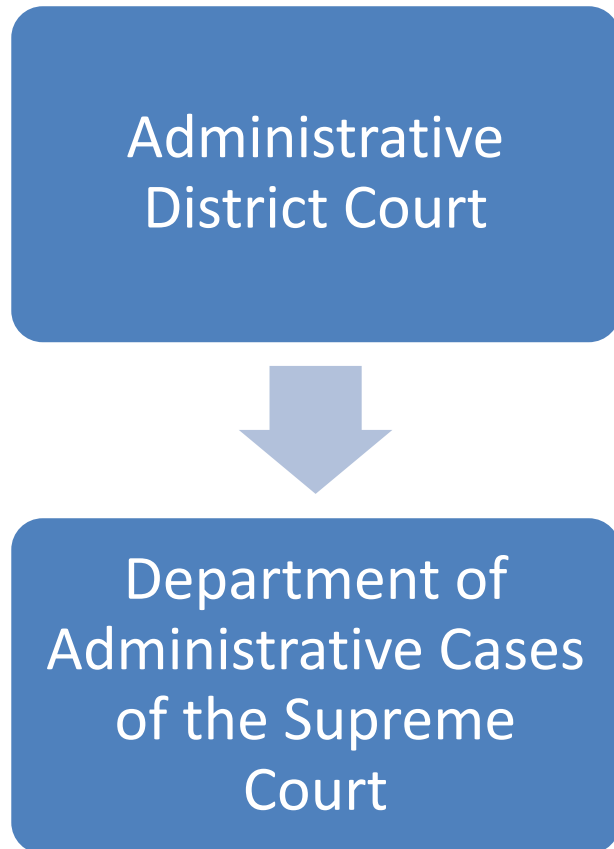 Administrative
District Court
Department of
Administrative Cases
of the Supreme
Court